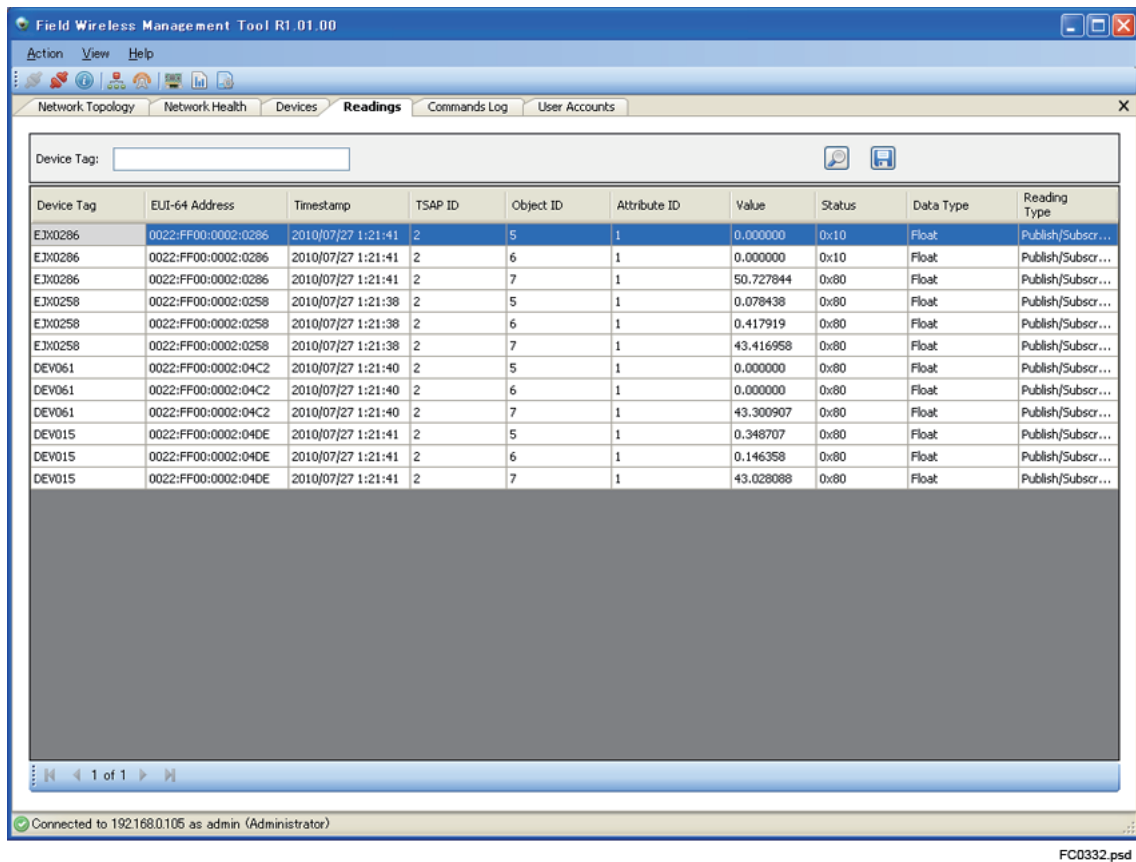 Field Wireless Management Tool R1.01.00
Action View Help
Network Topology Network Health Devices Readings Commands Log User Accounts X
Device Tag:
Device Tag EUI-64 Address Timestamp TSAP ID Object ID Attribute ID Value Status Data Type Reading Type
EJX0286 0022:FF00:0002:0286 2010/07/27 1:21:41 2 5 1 0.000000 0x10 Float Publish/Subscr...
EJX0286 0022:FF00:0002:0286 2010/07/27 1:21:41 2 6 1 0.000000 0x10 Float Publish/Subscr...
EJX0286 0022:FF00:0002:0286 2010/07/27 1:21:41 2 7 1 50.727844 0x80 Float Publish/Subscr...
EJX0258 0022:FF00:0002:0258 2010/07/27 1:21:38 2 5 1 0.078438 0x80 Float Publish/Subscr...
EJX0258 0022:FF00:0002:0258 2010/07/27 1:21:38 2 6 1 0.417919 0x80 Float Publish/Subscr...
EJX0258 0022:FF00:0002:0258 2010/07/27 1:21:38 2 7 1 43.416958 0x80 Float Publish/Subscr...
DEV061 0022:FF00:0002:04C2 2010/07/27 1:21:40 2 5 1 0.000000 0x80 Float Publish/Subscr...
DEV061 0022:FF00:0002:04C2 2010/07/27 1:21:40 2 6 1 0.000000 0x80 Float Publish/Subscr...
DEV061 0022:FF00:0002:04C2 2010/07/27 1:21:40 2 7 1 43.300907 0x80 Float Publish/Subscr...
DEV015 0022:FF00:0002:04DE 2010/07/27 1:21:41 2 5 1 0.348707 0x80 Float Publish/Subscr...
DEV015 0022:FF00:0002:04DE 2010/07/27 1:21:41 2 6 1 0.146358 0x80 Float Publish/Subscr...
DEV015 0022:FF00:0002:04DE 2010/07/27 1:21:41 2 7 1 43.028088 0x80 Float Publish/Subscr...
1 of 1
Connected to 192.168.0.105 as admin (Administrator)
FC0332.psd